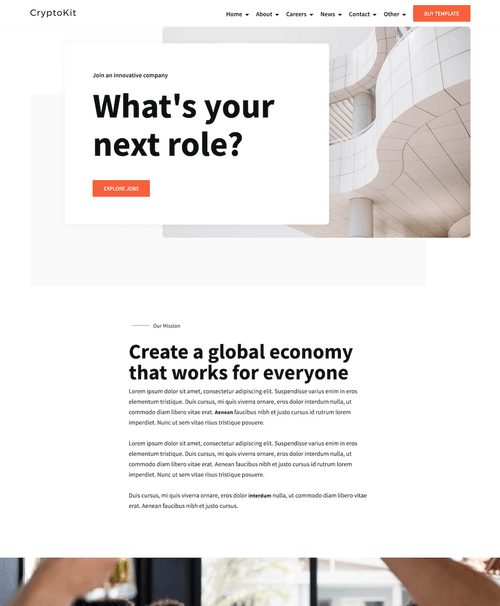 CryptoKit
Home About Careers News Contact Other BUY TEMPLATE
Join an innovative company
What's your
next role?
EXPLORE JOBS
Our Mission
Create a global economy
that works for everyone
Lorem ipsum dolor sit amet, consectetur adipiscing elit. Suspendisse varius enim in eros
elementum tristique. Duis cursus, mi quis viverra ornare, eros dolor interdum nulla, ut
commodo diam libero vitae erat. Aenean faucibus nibh et justo cursus id rutrum lorem
imperdiet. Nunc ut sem vitae risus tristique posuere.
Lorem ipsum dolor sit amet, consectetur adipiscing elit. Suspendisse varius enim in eros
elementum tristique. Duis cursus, mi quis viverra ornare, eros dolor interdum nulla, ut
commodo diam libero vitae erat. Aenean faucibus nibh et justo cursus id rutrum lorem
imperdiet. Nunc ut sem vitae risus tristique posuere.
Duis cursus, mi quis viverra ornare, eros dolor interdum nulla, ut commodo diam libero vitae
erat. Aenean faucibus nibh et justo cursus.